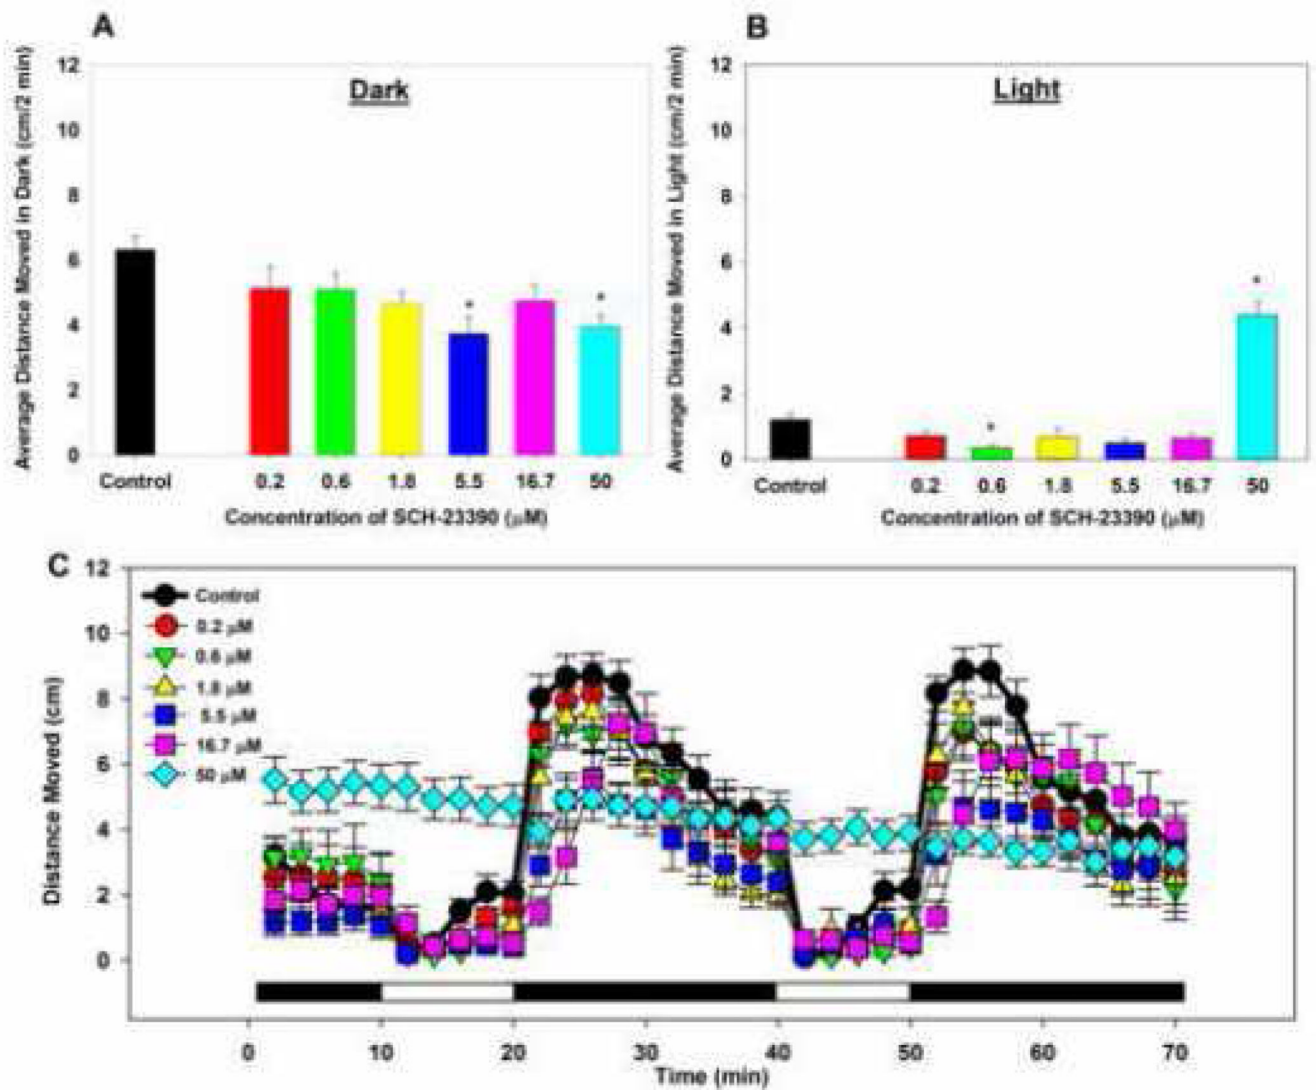 A
Average Distance Moved in Dark (cm/2 min)
Dark
12
10
8
6
4
2
0
Control 0.2 0.6 1.8 5.5 16.7 50
Concentration of SCH-23390 (μM)
B
Average Distance Moved in Light (cm/2 min)
Light
12
10
8
6
4
2
0
Control 0.2 0.6 1.8 5.5 16.7 50
Concentration of SCH-23390 (μM)
C
Distance Moved (cm)
12
10
8
6
4
2
0
Control
0.2 μM
0.6 μM
1.8 μM
5.5 μM
16.7 μM
50 μM
0 10 20 30 40 50 60 70
Time (min)